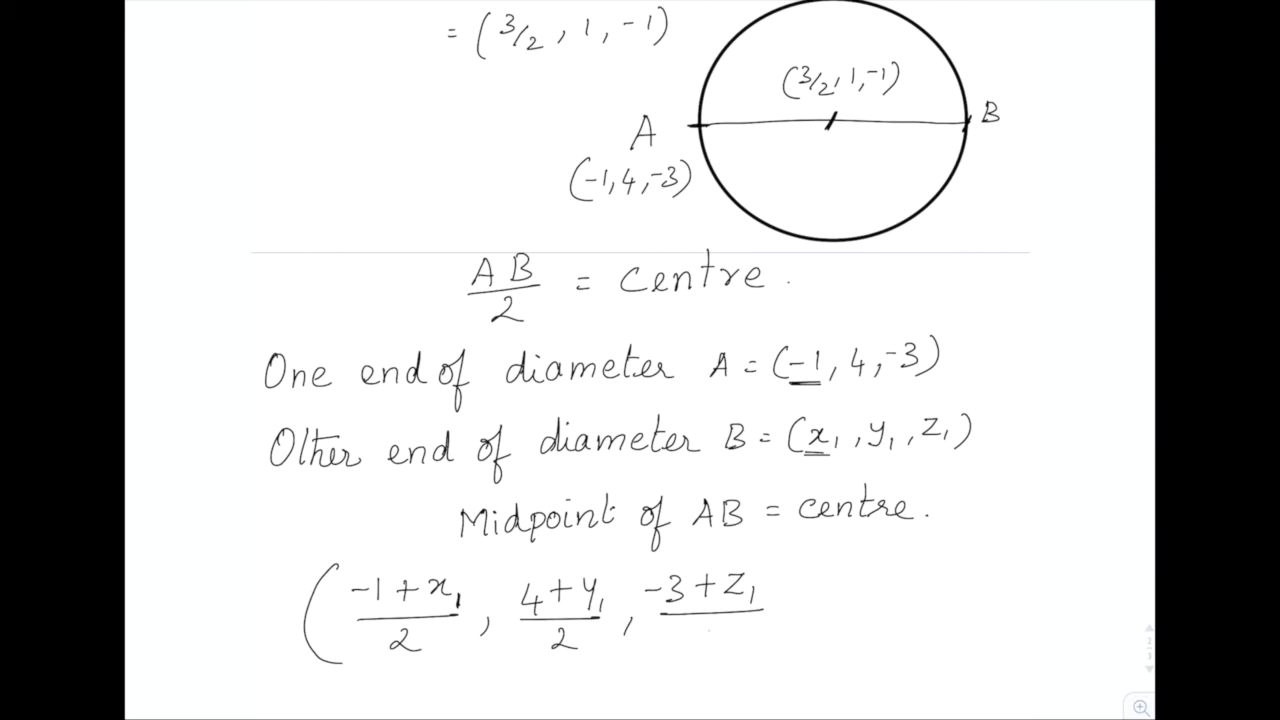 = (3/2, 1, -1)
(3/2, 1, -1)
A
B
(-1, 4, -3)
AB/2 = centre.
One end of diameter A = (-1, 4, -3)
Other end of diameter B = (x₁, y₁, z₁)
Midpoint of AB = centre.
( (-1 + x₁)/2, (4 + y₁)/2, -3 + z₁